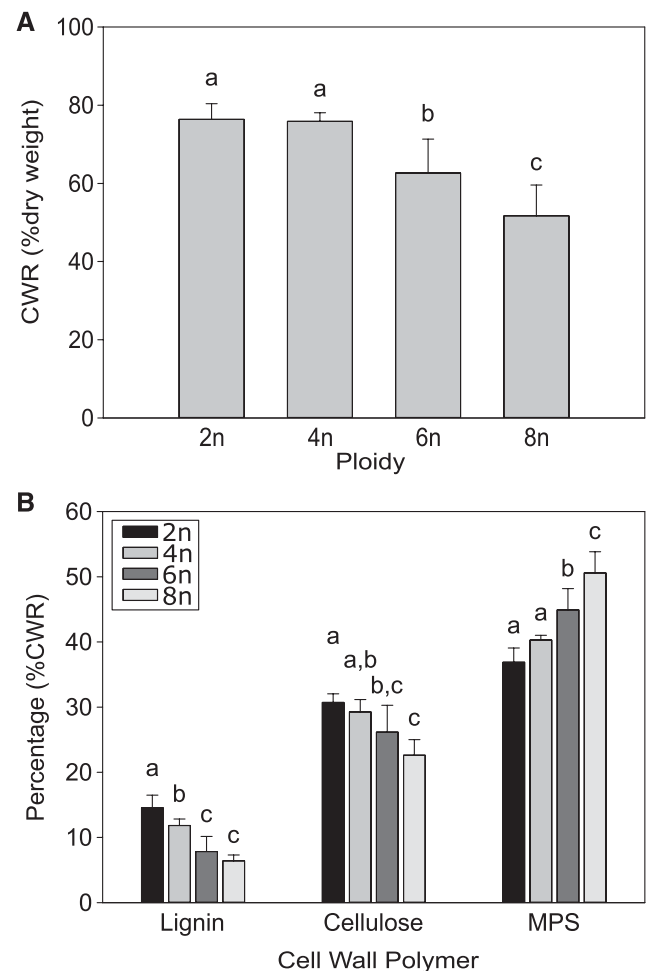 A
100
80
60
40
20
0
CWR (%dry weight)
a
a
b
c
2n
4n
6n
8n
Ploidy
B
60
50
40
30
20
10
0
Percentage (%CWR)
2n
4n
6n
8n
a
b
c
c
a
a,b
b,c
c
a
a
b
c
Lignin
Cellulose
MPS
Cell Wall Polymer